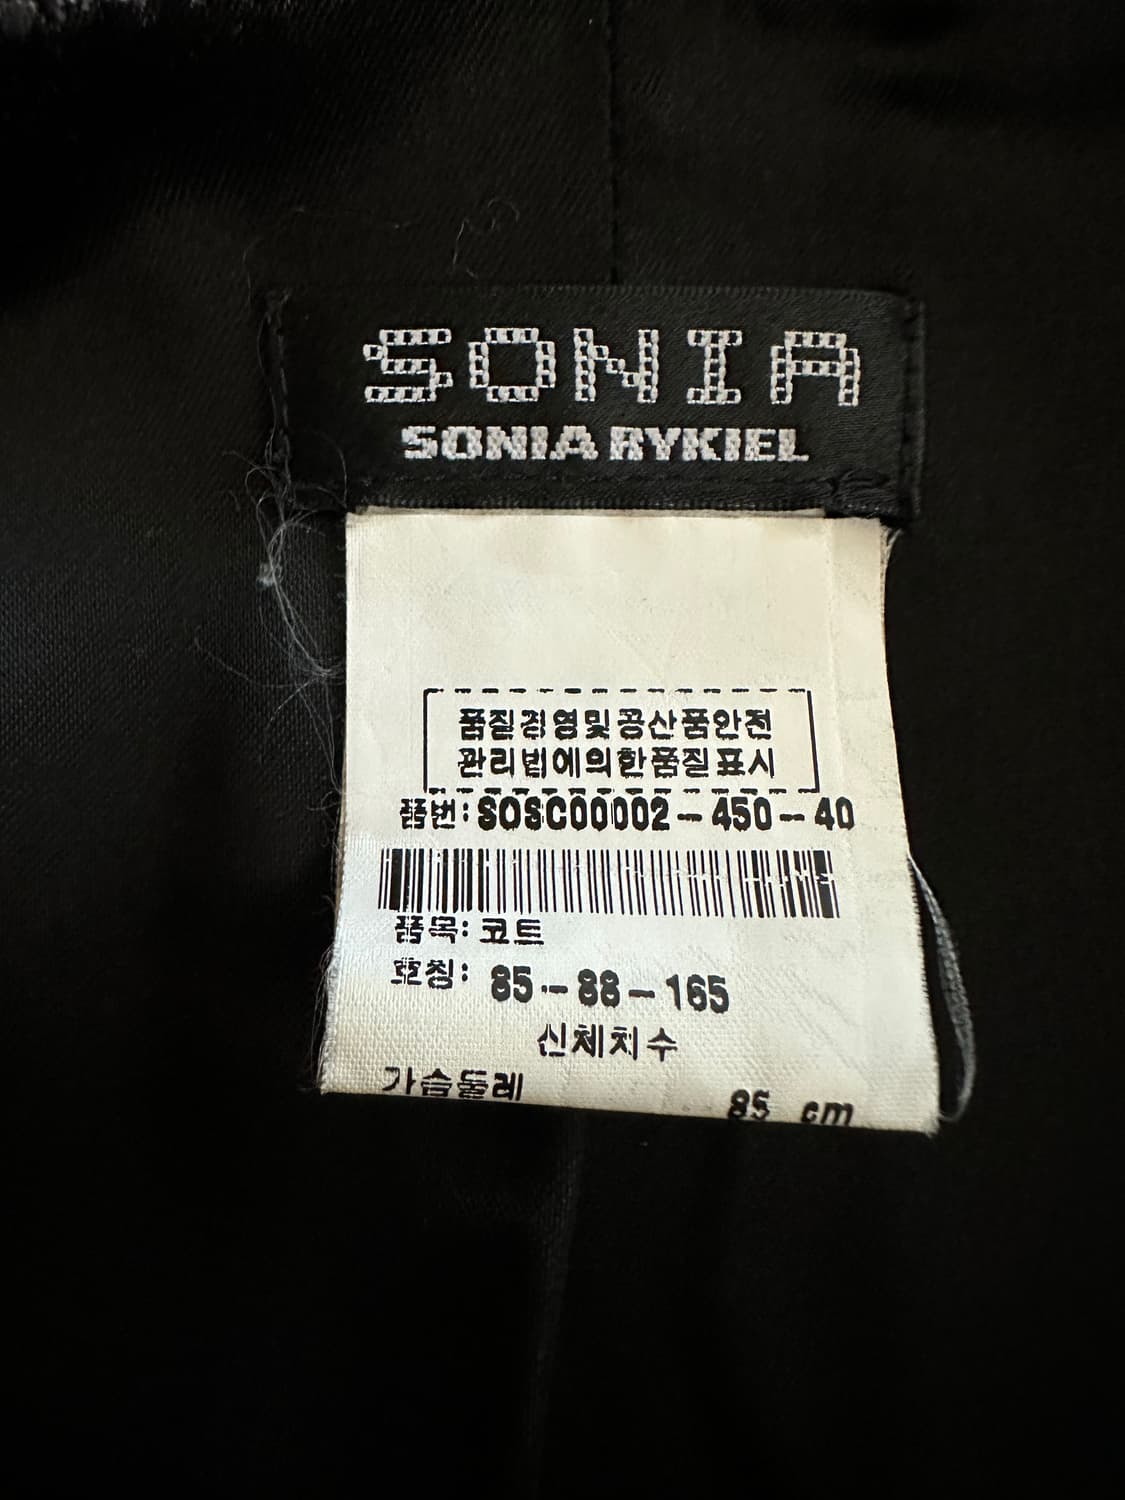 SONIA
SONIA RYKIEL
품질경영및공산품안전
관리법에의한품질표시
품번: SOSC00002-450-40
품목: 코트
호칭: 85-88-165
신체치수
가슴둘레 85 cm